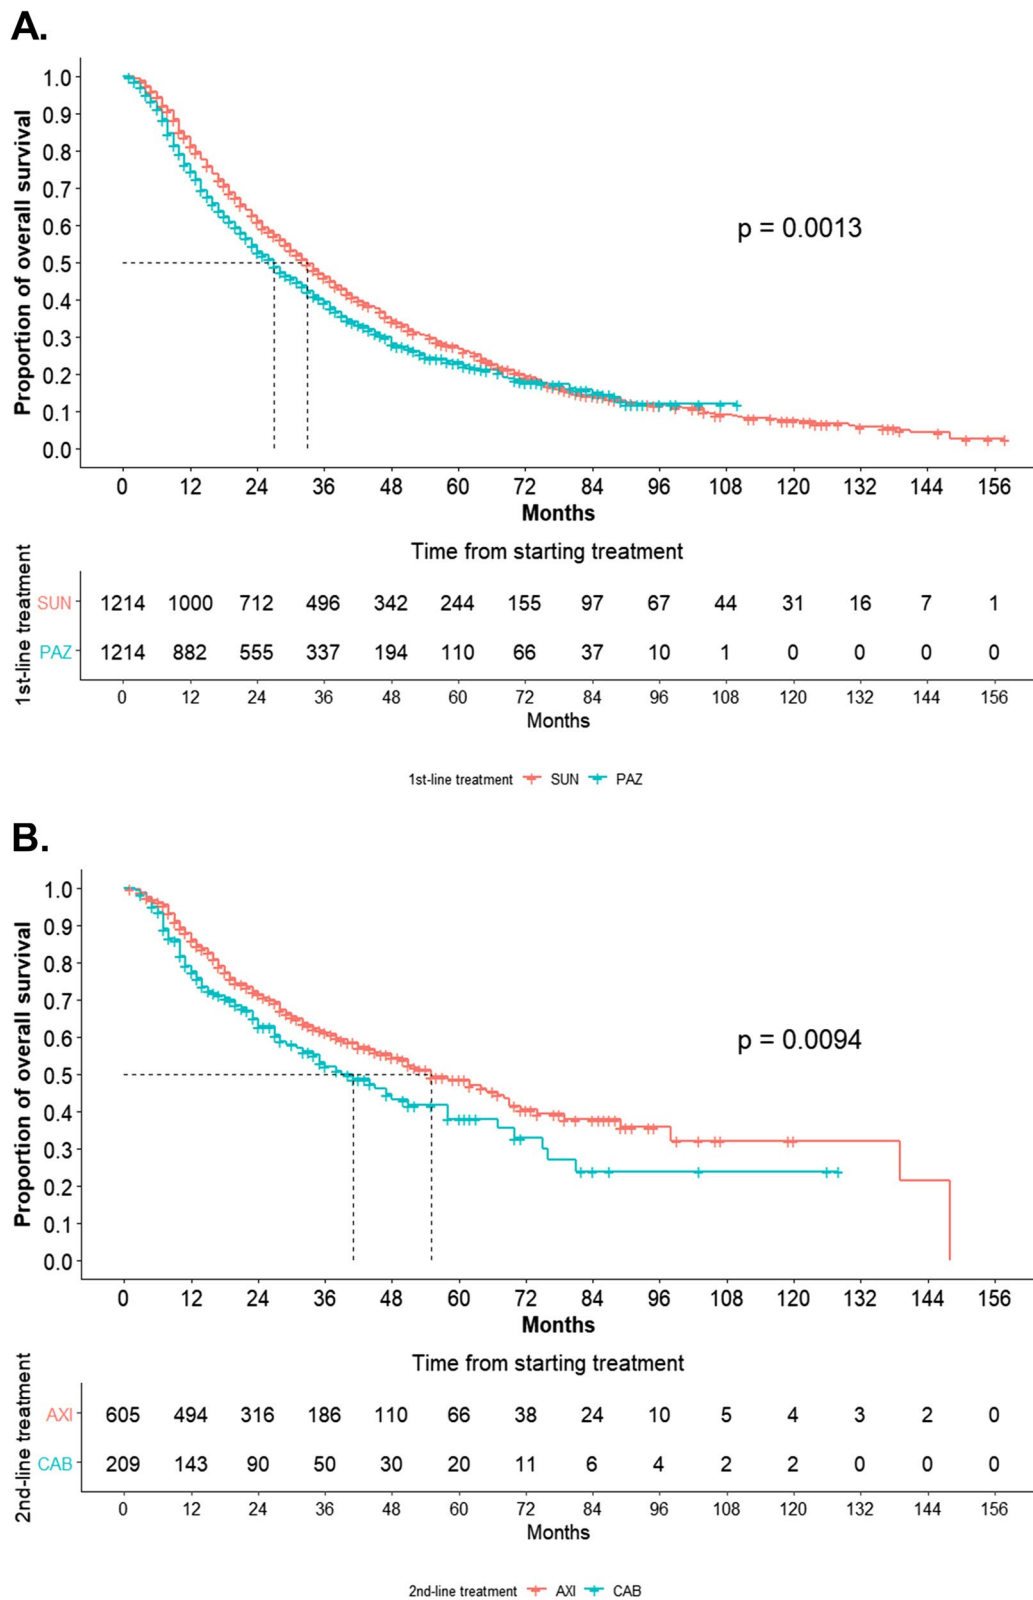 A.
Proportion of overall survival
1.0
0.9
0.8
0.7
0.6
0.5
0.4
0.3
0.2
0.1
0.0
p = 0.0013
0 12 24 36 48 60 72 84 96 108 120 132 144 156
Months
Time from starting treatment
1st-line treatment
SUN 1214 1000 712 496 342 244 155 97 67 44 31 16 7 1
PAZ 1214 882 555 337 194 110 66 37 10 1 0 0 0 0
0 12 24 36 48 60 72 84 96 108 120 132 144 156
Months
1st-line treatment SUN PAZ
B.
Proportion of overall survival
1.0
0.9
0.8
0.7
0.6
0.5
0.4
0.3
0.2
0.1
0.0
p = 0.0094
0 12 24 36 48 60 72 84 96 108 120 132 144 156
Months
Time from starting treatment
2nd-line treatment
AXI 605 494 316 186 110 66 38 24 10 5 4 3 2 0
CAB 209 143 90 50 30 20 11 6 4 2 2 0 0 0
0 12 24 36 48 60 72 84 96 108 120 132 144 156
Months
2nd-line treatment AXI CAB